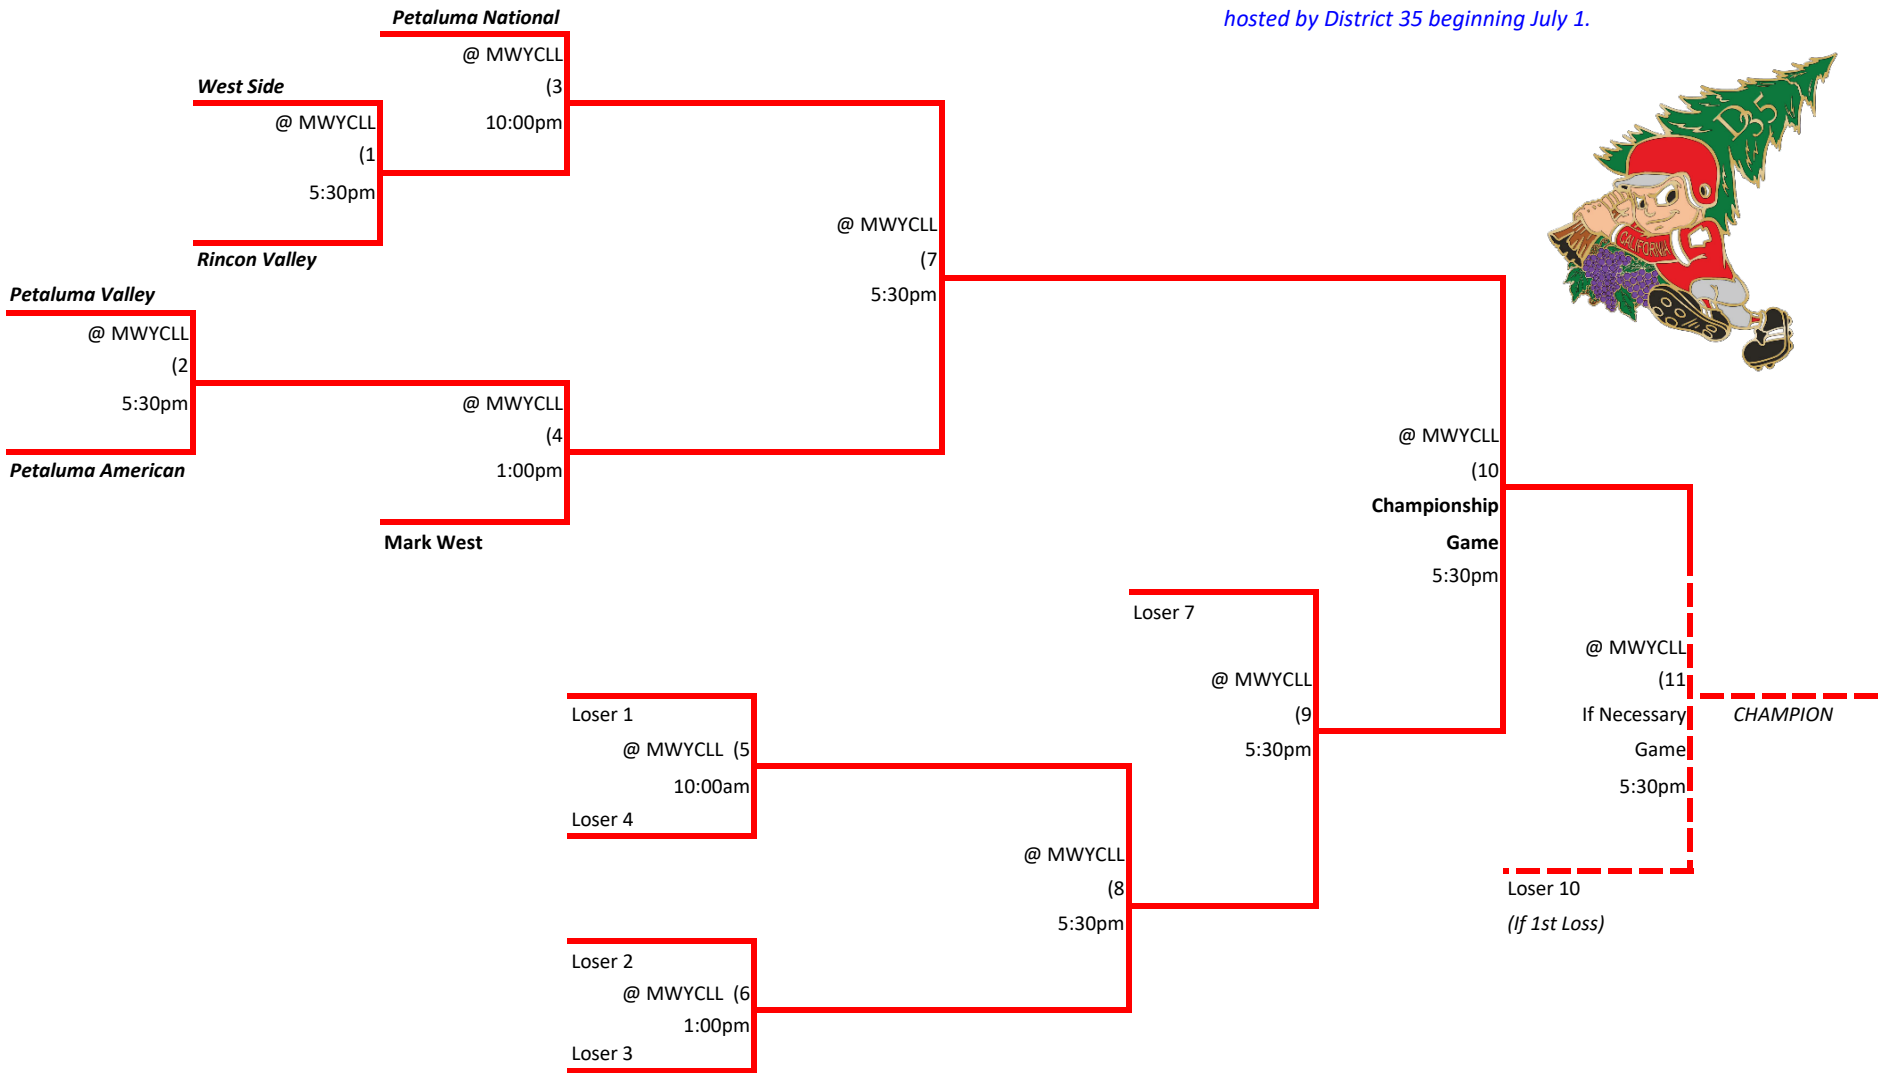 Petaluma National
hosted by District 35 beginning July 1.
@ MWYCLL
(3
10:00pm
West Side
@ MWYCLL
(1
5:30pm
Rincon Valley
@ MWYCLL
(7
5:30pm
Petaluma Valley
@ MWYCLL
(2
5:30pm
Petaluma American
@ MWYCLL
(4
1:00pm
Mark West
D35
CALIFORNIA
@ MWYCLL
(10
Championship
Game
5:30pm
Loser 7
@ MWYCLL
(9
5:30pm
@ MWYCLL
(11
If Necessary
Game
5:30pm
CHAMPION
Loser 1
@ MWYCLL (5
10:00am
Loser 4
@ MWYCLL
(8
5:30pm
Loser 10
(If 1st Loss)
Loser 2
@ MWYCLL (6
1:00pm
Loser 3